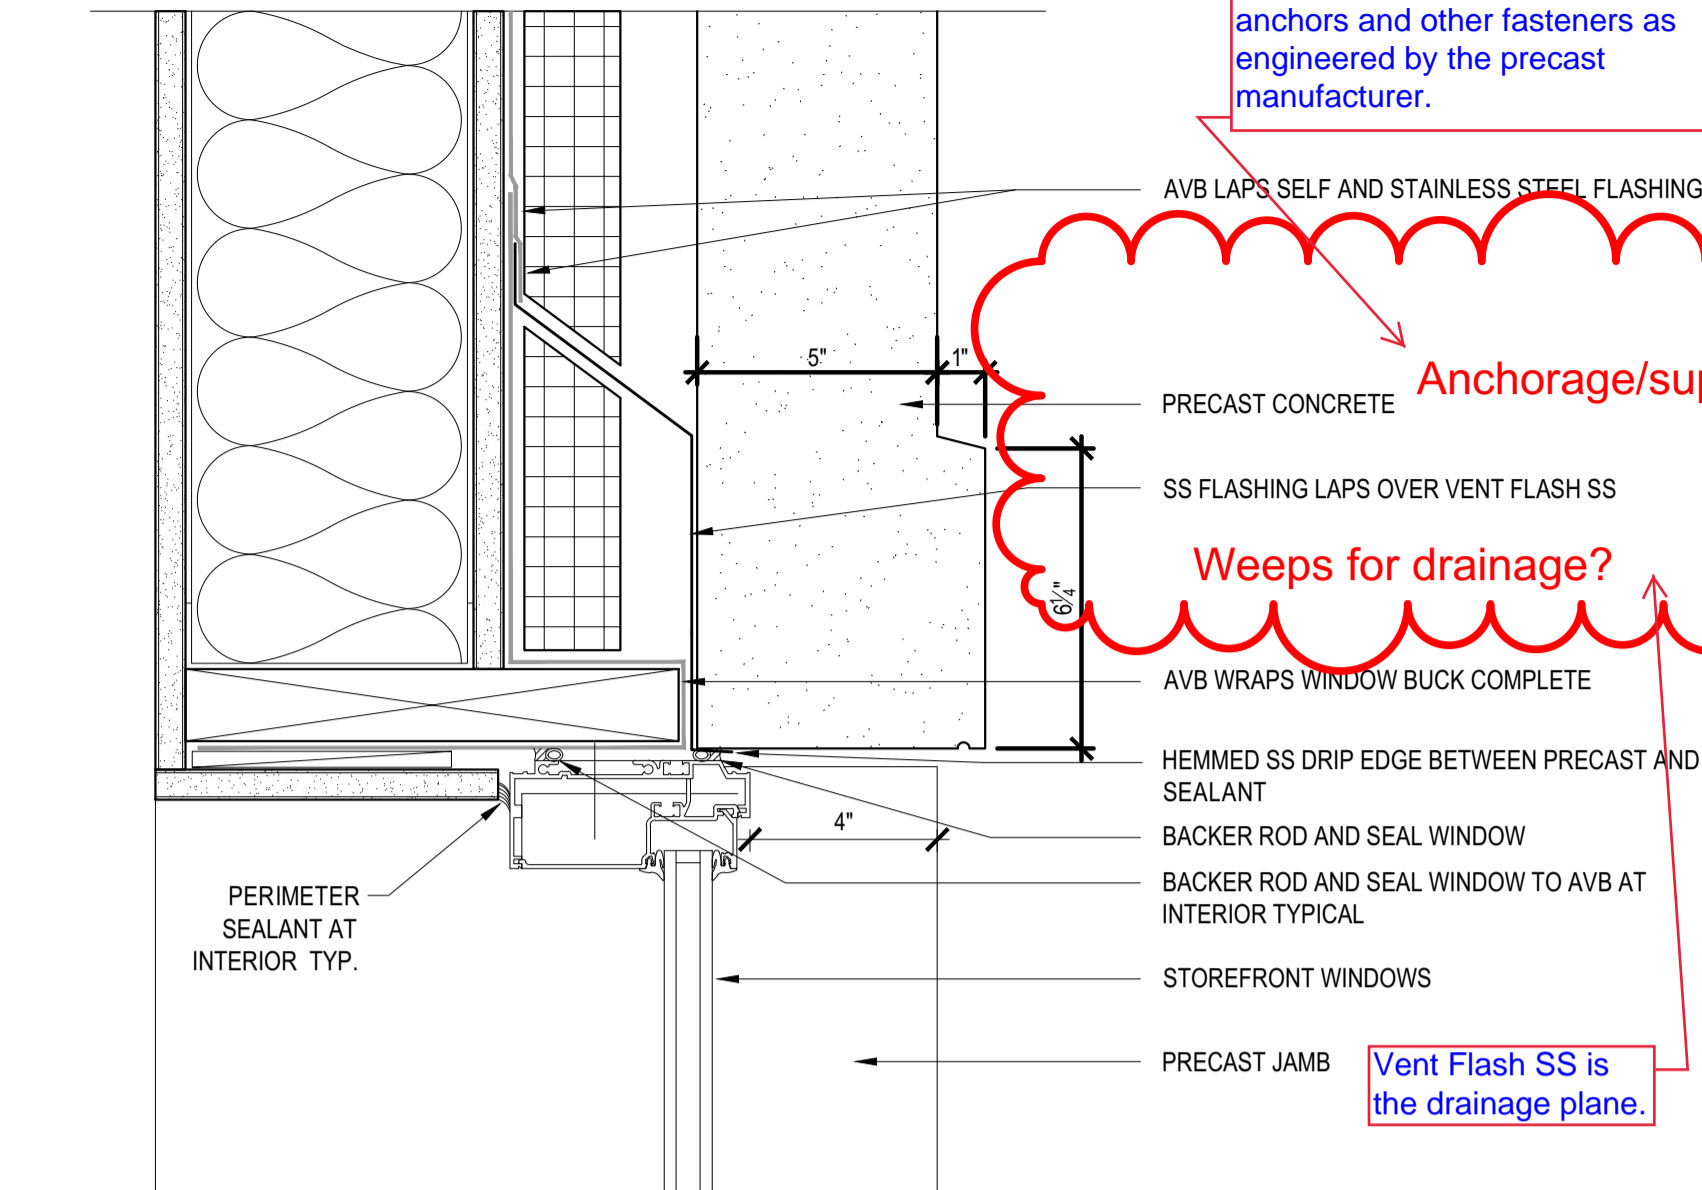 anchors and other fasteners as
engineered by the precast
manufacturer.
AVB LAPS SELF AND STAINLESS STEEL FLASHING
5"
1"
Anchorage/sup
PRECAST CONCRETE
SS FLASHING LAPS OVER VENT FLASH SS
Weeps for drainage?
6¼"
AVB WRAPS WINDOW BUCK COMPLETE
HEMMED SS DRIP EDGE BETWEEN PRECAST AND
SEALANT
4"
BACKER ROD AND SEAL WINDOW
BACKER ROD AND SEAL WINDOW TO AVB AT
INTERIOR TYPICAL
PERIMETER
SEALANT AT
INTERIOR TYP.
STOREFRONT WINDOWS
PRECAST JAMB
Vent Flash SS is
the drainage plane.